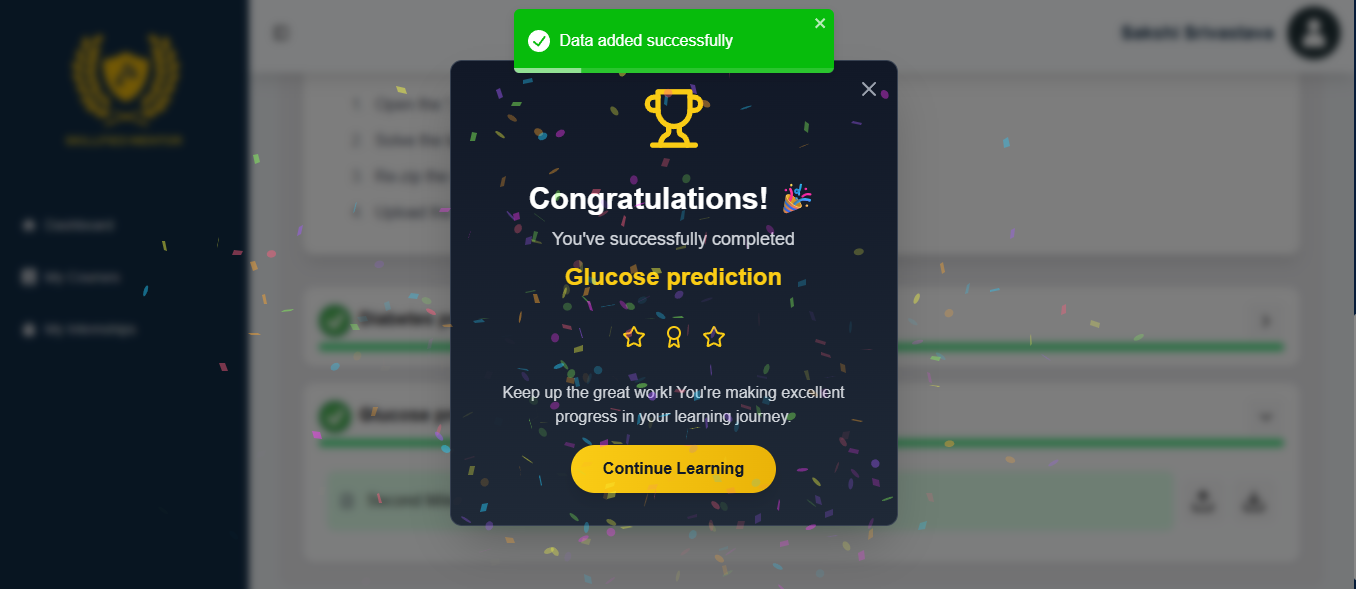 Data added successfully
Sakshi Srivastava
Congratulations!
You've successfully completed
Glucose prediction
Keep up the great work! You're making excellent
progress in your learning journey.
Continue Learning
Dashboard
My Courses
My Internships
1. Open the
2. Solve the
3. Re-zip the
4. Upload the
Diabetes p
Glucose pr